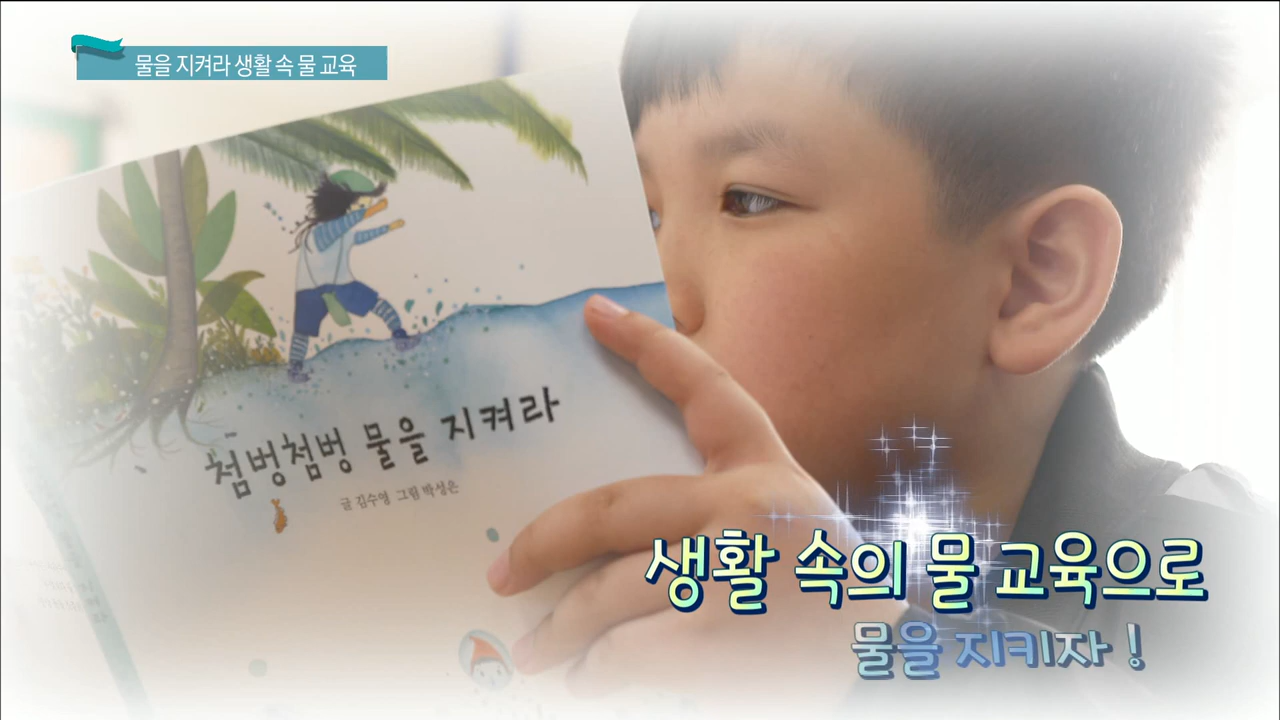 물을 지켜라 생활 속 물 교육
첨벙첨벙 물을 지켜라
글 김수영 그림 박성은
생활 속의 물 교육으로
물을 지키자 !